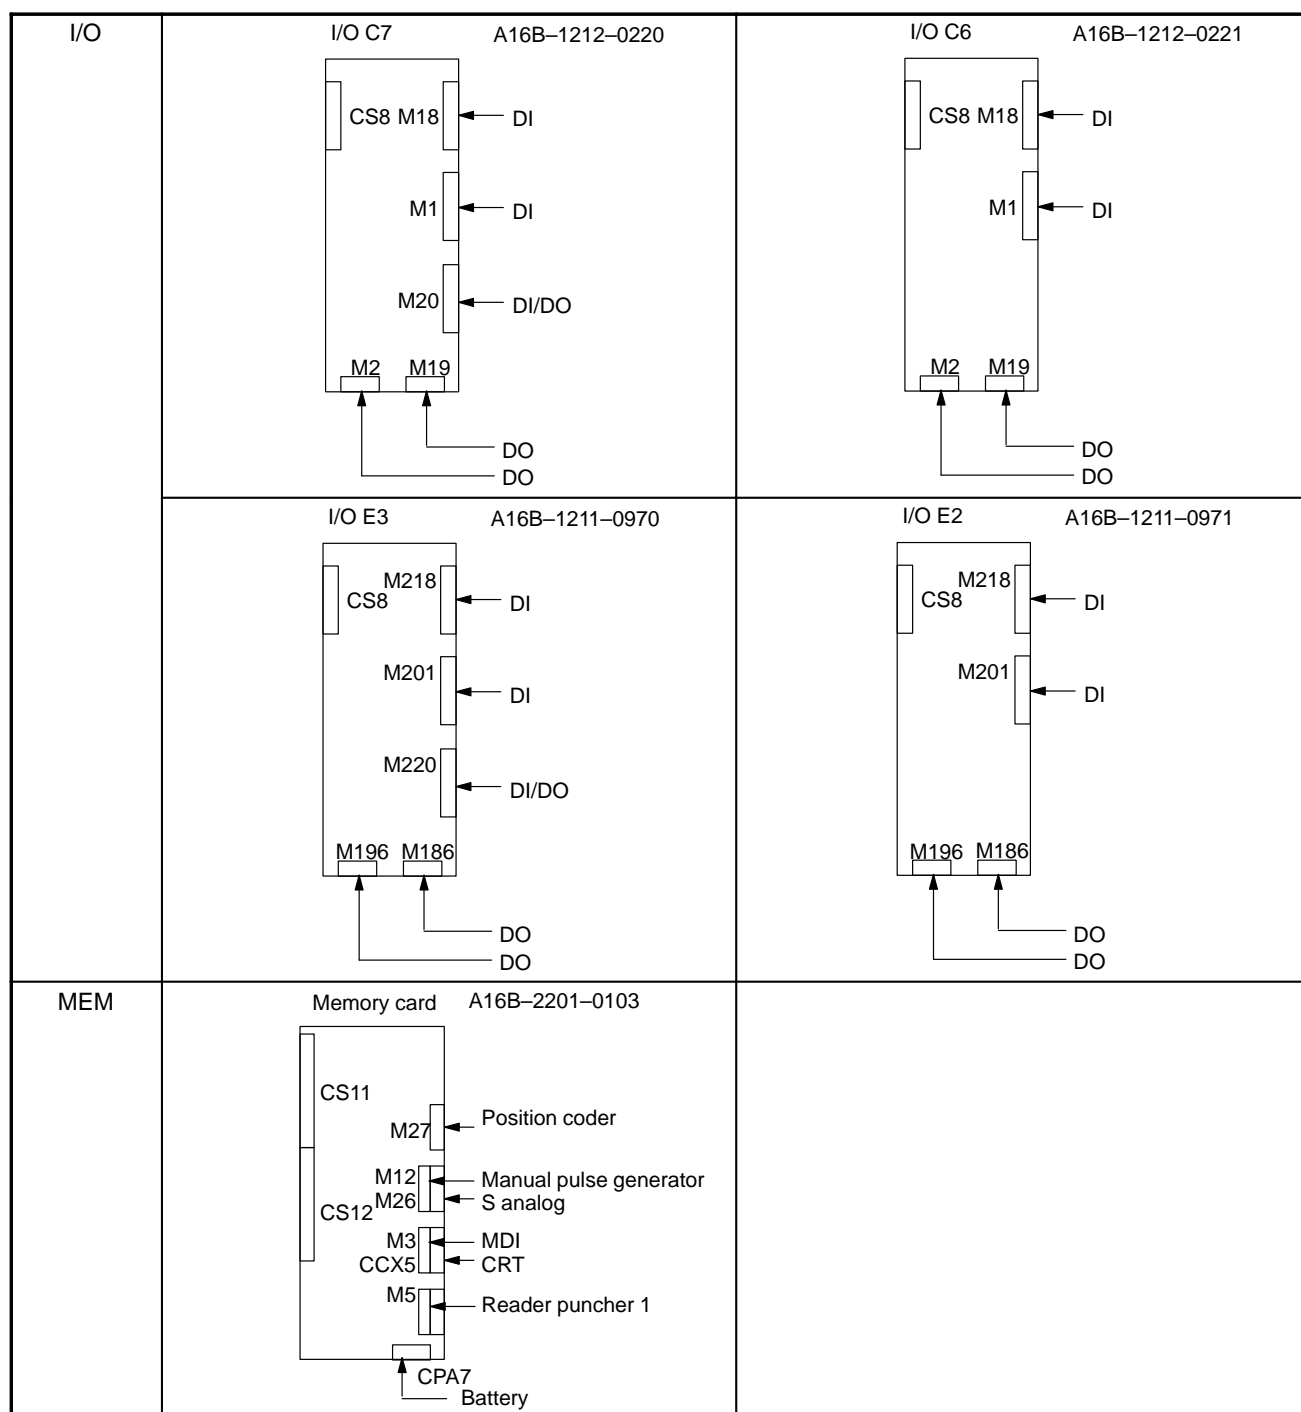 I/O
I/O C7 A16B–1212–0220
CS8 M18 DI
M1 DI
M20 DI/DO
M2 M19
DO
DO
I/O C6 A16B–1212–0221
CS8 M18 DI
M1 DI
M2 M19
DO
DO
I/O E3 A16B–1211–0970
M218
CS8 DI
M201
DI
M220
DI/DO
M196 M186
DO
DO
I/O E2 A16B–1211–0971
M218
CS8 DI
M201
DI
M196 M186
DO
DO
MEM
Memory card A16B–2201–0103
CS11
M27 Position coder
M12 Manual pulse generator
M26 S analog
CS12
M3 MDI
CCX5 CRT
M5 Reader puncher 1
CPA7
Battery